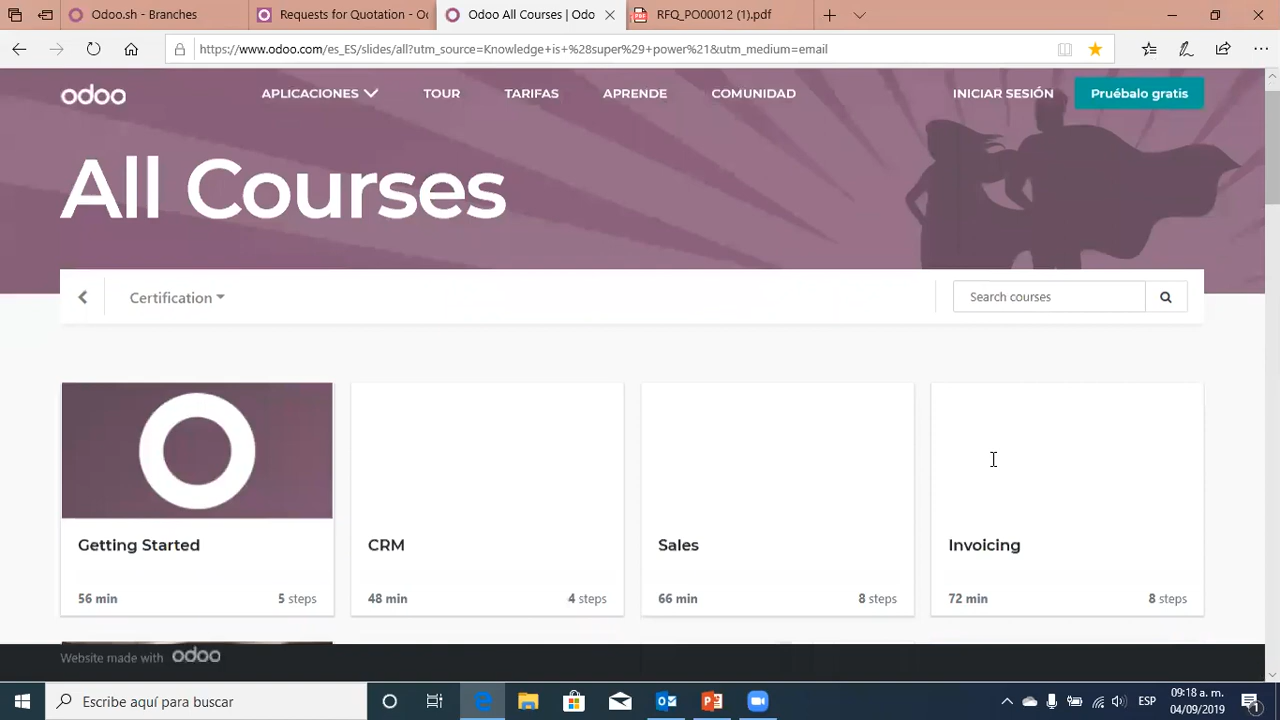 Odoo.sh - Branches
Requests for Quotation - Oc
Odoo All Courses | Odo
RFQ_PO00012 (1).pdf
https://www.odoo.com/es_ES/slides/all?utm_source=Knowledge+is+%28super%29+power%21&utm_medium=email
odoo
APLICACIONES
TOUR
TARIFAS
APRENDE
COMUNIDAD
INICIAR SESIÓN
Pruébalo gratis
All Courses
Certification
Search courses
Getting Started
CRM
Sales
Invoicing
56 min 5 steps
48 min 4 steps
66 min 8 steps
72 min 8 steps
Website made with odoo
Escribe aquí para buscar
ESP
09:18 a. m.
04/09/2019
1